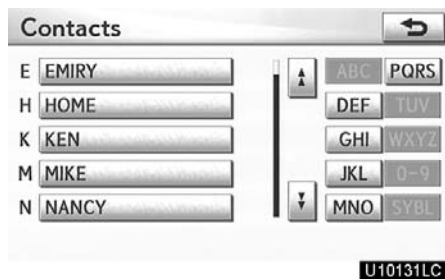 Contacts
E EMIRY ABC PQRS
H HOME DEF TUV
K KEN GHI WXYZ
M MIKE JKL 0-9
N NANCY MNO SYBL
U10131LC